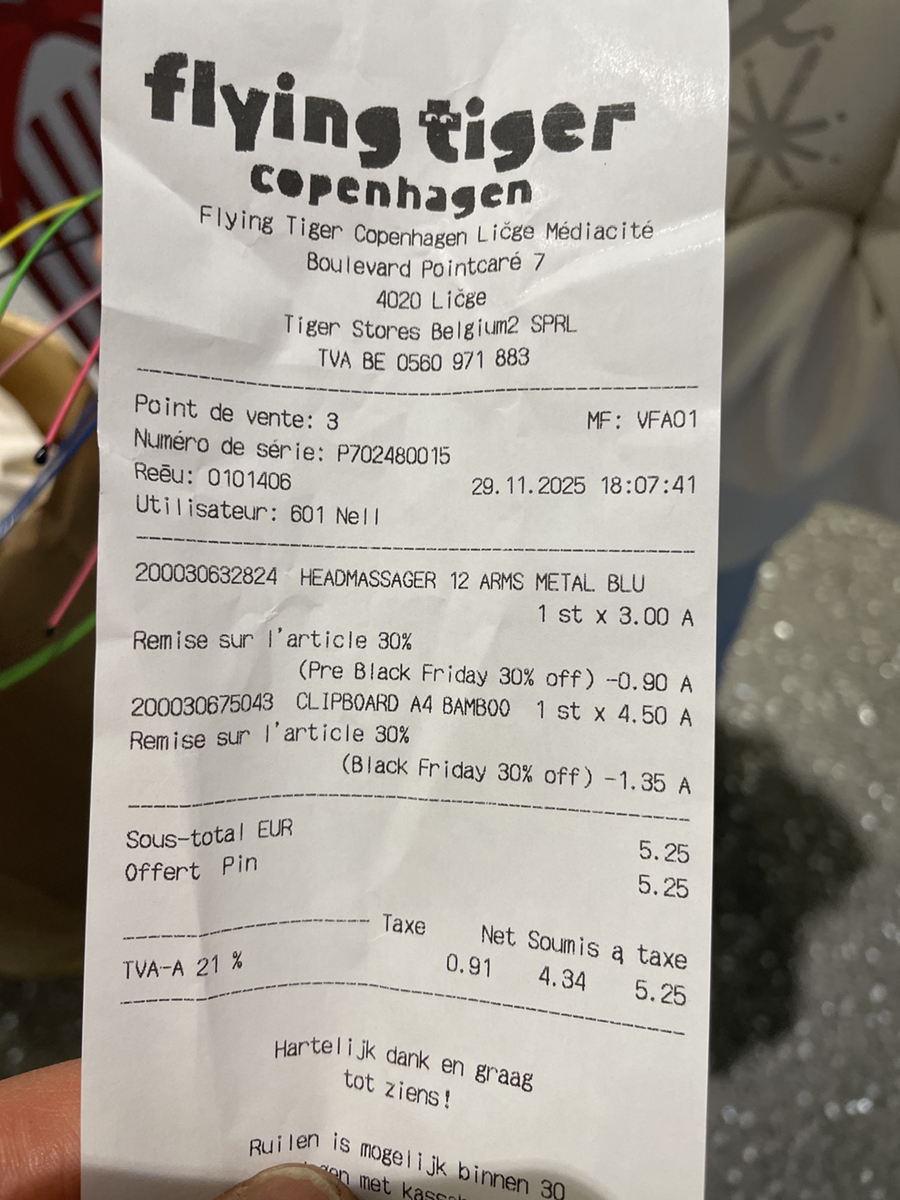 flying tiger
copenhagen
Flying Tiger Copenhagen Ličge Médiacité
Boulevard Pointcaré 7
4020 Ličge
Tiger Stores Belgium2 SPRL
TVA BE 0560 971 883
Point de vente: 3 MF: VFA01
Numéro de série: P702480015
Reēu: 0101406 29.11.2025 18:07:41
Utilisateur: 601 Nell
200030632824 HEADMASSAGER 12 ARMS METAL BLU
1 st x 3.00 A
Remise sur l'article 30%
(Pre Black Friday 30% off) -0.90 A
200030675043 CLIPBOARD A4 BAMBOO 1 st x 4.50 A
Remise sur l'article 30%
(Black Friday 30% off) -1.35 A
Sous-total EUR 5.25
Offert Pin 5.25
Taxe Net Soumis a taxe
TVA-A 21 % 0.91 4.34 5.25
Hartelijk dank en graag
tot ziens!
Ruilen is mogelijk binnen 30
met